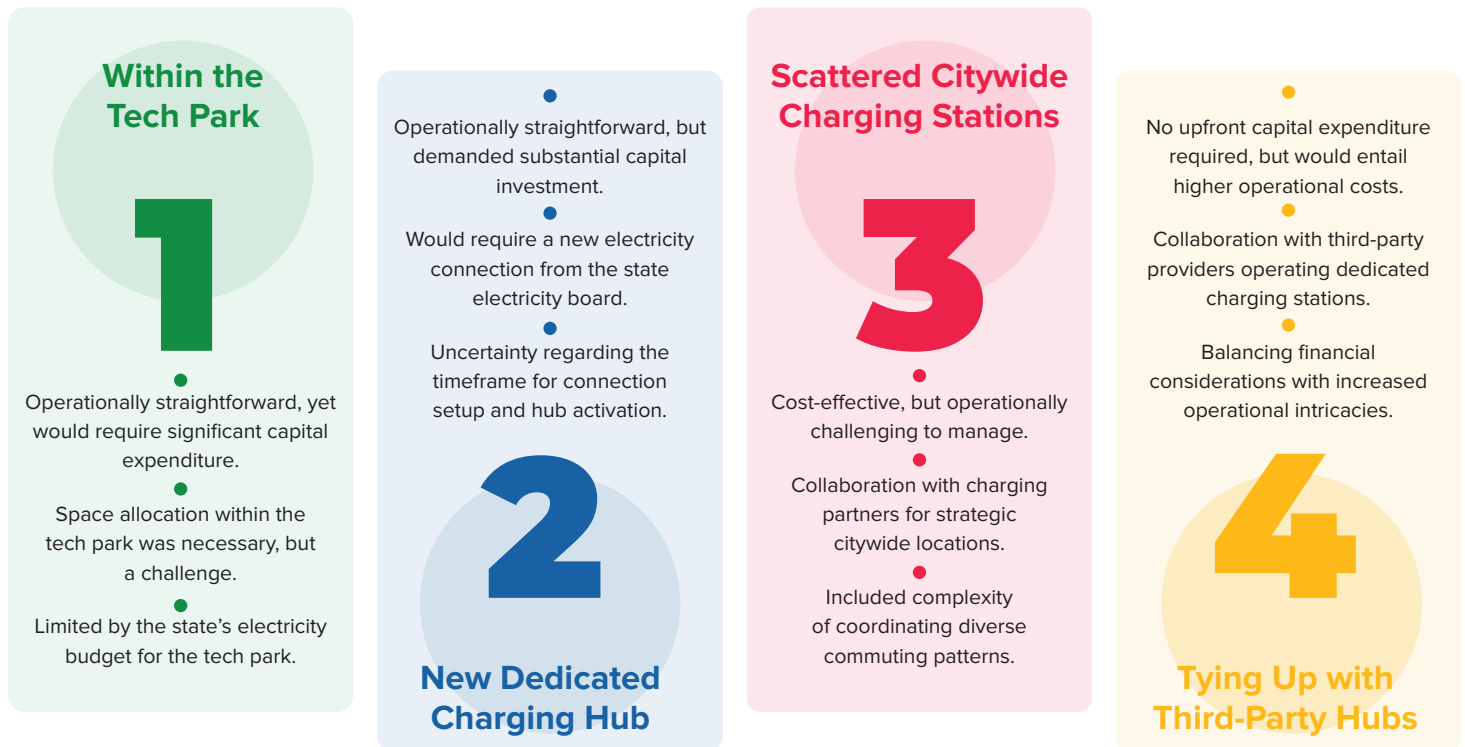 Within the
Tech Park
1
Operationally straightforward, yet
would require significant capital
expenditure.
Space allocation within the
tech park was necessary, but
a challenge.
Limited by the state’s electricity
budget for the tech park.
Operationally straightforward, but
demanded substantial capital
investment.
Would require a new electricity
connection from the state
electricity board.
Uncertainty regarding the
timeframe for connection
setup and hub activation.
2
New Dedicated
Charging Hub
Scattered Citywide
Charging Stations
3
Cost-effective, but operationally
challenging to manage.
Collaboration with charging
partners for strategic
citywide locations.
Included complexity
of coordinating diverse
commuting patterns.
No upfront capital expenditure
required, but would entail
higher operational costs.
Collaboration with third-party
providers operating dedicated
charging stations.
Balancing financial
considerations with increased
operational intricacies.
4
Tying Up with
Third-Party Hubs